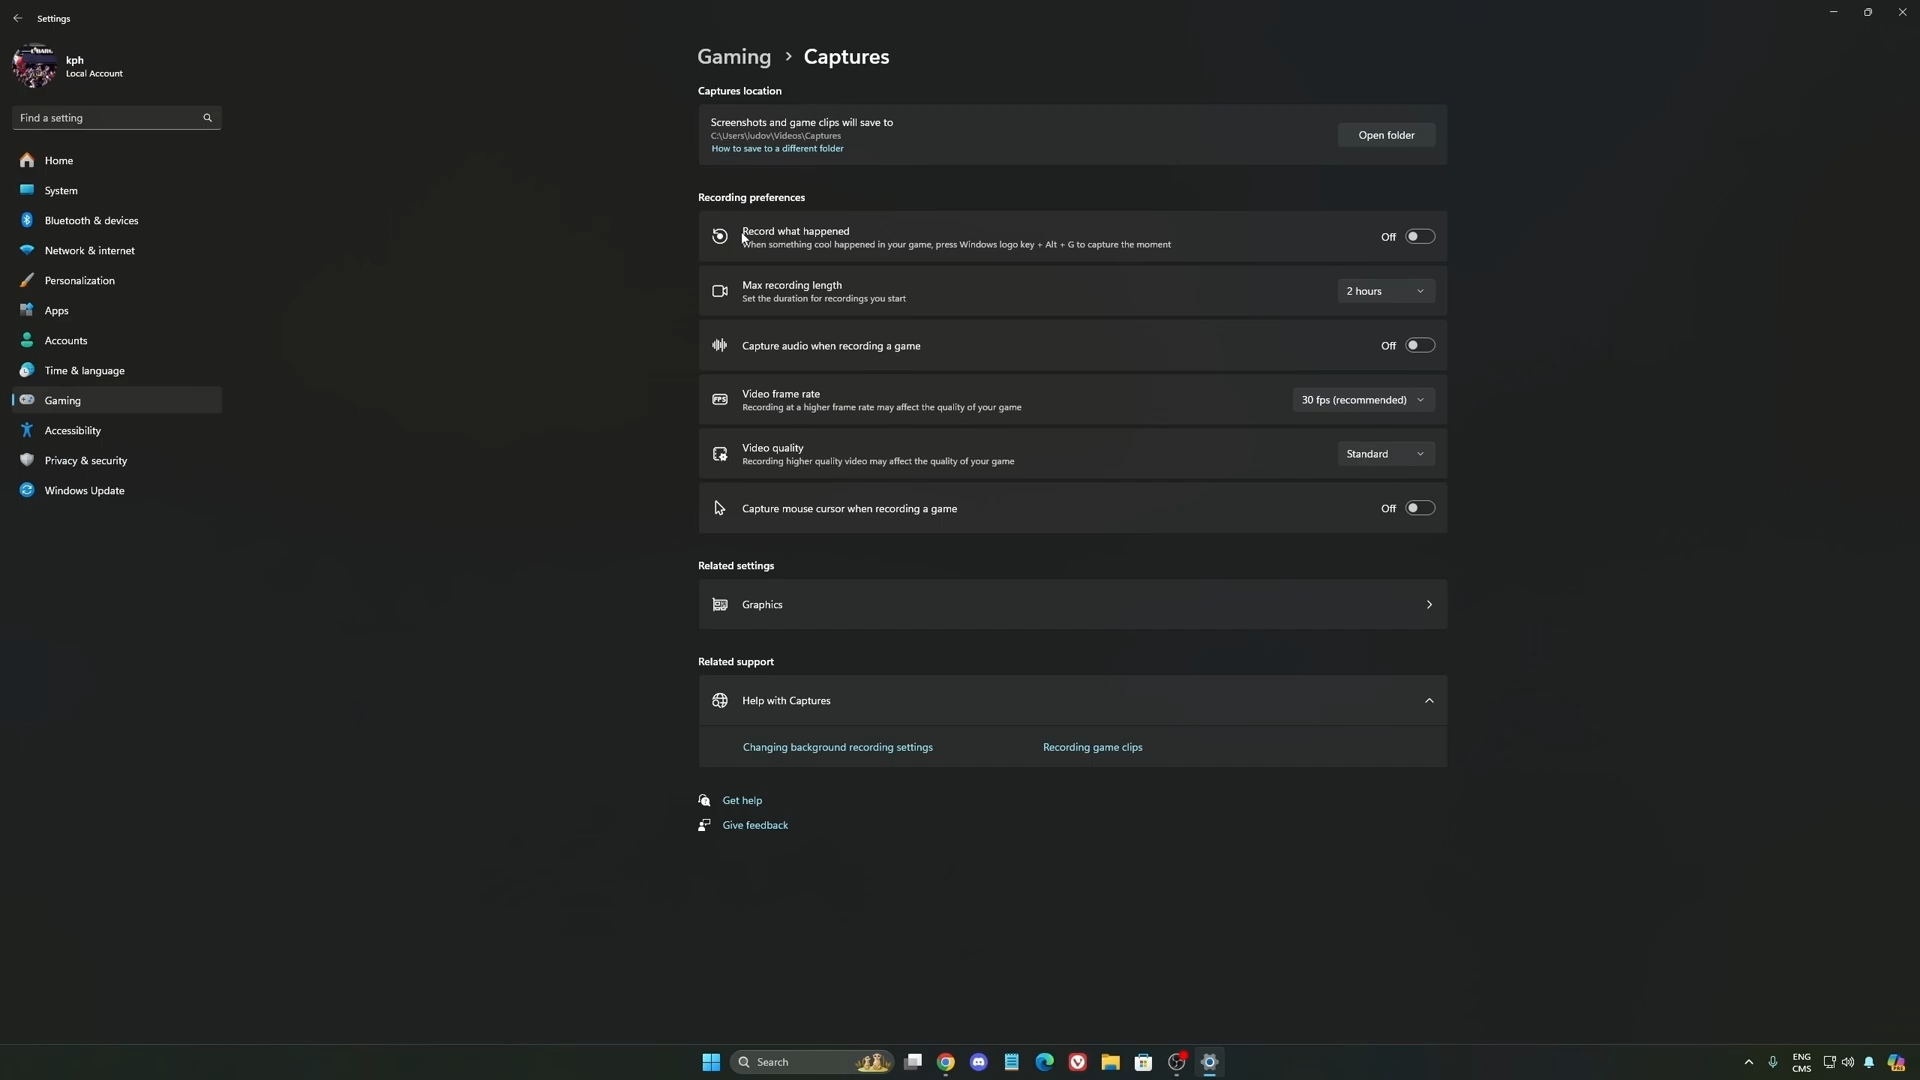 Settings
kph
Local Account
Find a setting
Home
System
Bluetooth & devices
Network & internet
Personalization
Apps
Accounts
Time & language
Gaming
Accessibility
Privacy & security
Windows Update
Gaming > Captures
Captures location
Screenshots and game clips will save to
C:\Users\ludov\Videos\Captures
How to save to a different folder
Open folder
Recording preferences
Record what happened
When something cool happened in your game, press Windows logo key + Alt + G to capture the moment
Off
Max recording length
Set the duration for recordings you start
2 hours
Capture audio when recording a game
Off
FPS
Video frame rate
Recording at a higher frame rate may affect the quality of your game
30 fps (recommended)
Video quality
Recording higher quality video may affect the quality of your game
Standard
Capture mouse cursor when recording a game
Off
Related settings
Graphics
Related support
Help with Captures
Changing background recording settings
Recording game clips
Get help
Give feedback
Search
ENG
CMS